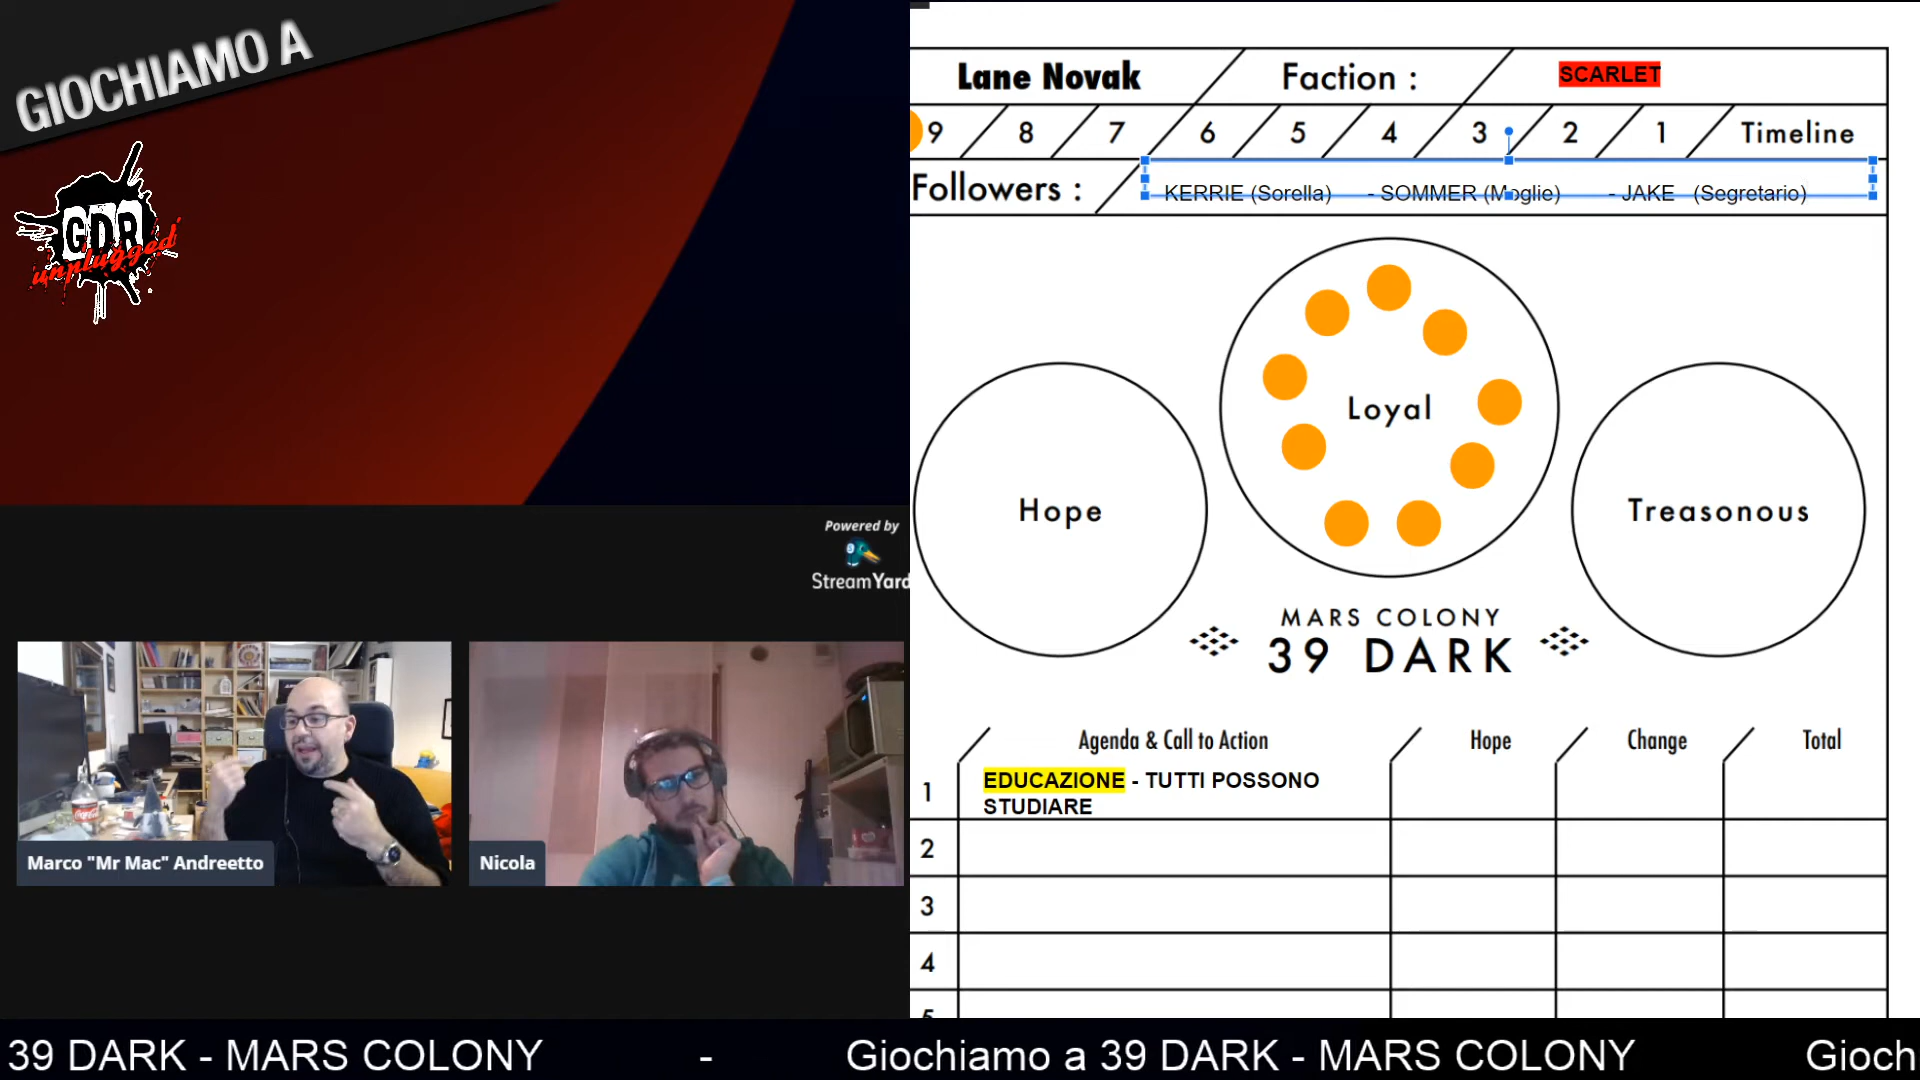 GIOCHIAMO A
GDR
unplugged
Powered by
StreamYard
Marco "Mr Mac" Andreetto
Nicola
Lane Novak
Faction :
SCARLET
9 8 7 6 5 4 3 2 1 Timeline
Followers :
KERRIE (Sorella) - SOMMER (Moglie) - JAKE (Segretario)
Loyal
Hope
Treasonous
MARS COLONY
39 DARK
Agenda & Call to Action Hope Change Total
1 EDUCAZIONE - TUTTI POSSONO
STUDIARE
2
3
4
5
39 DARK - MARS COLONY - Giochiamo a 39 DARK - MARS COLONY Gioch